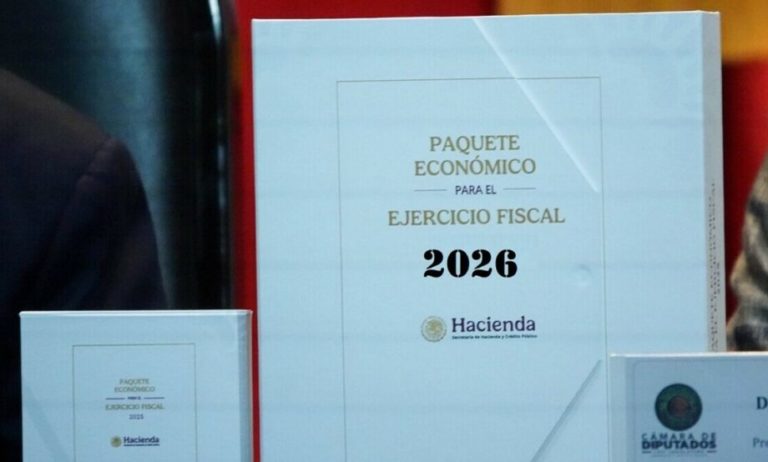 PAQUETE
ECONÓMICO
PARA EL
EJERCICIO FISCAL
2026
Hacienda
Secretaría de Hacienda y Crédito Público
PAQUETE
ECONÓMICO
PARA EL
EJERCICIO FISCAL
2025
Hacienda
CÁMARA DE
DIPUTADOS